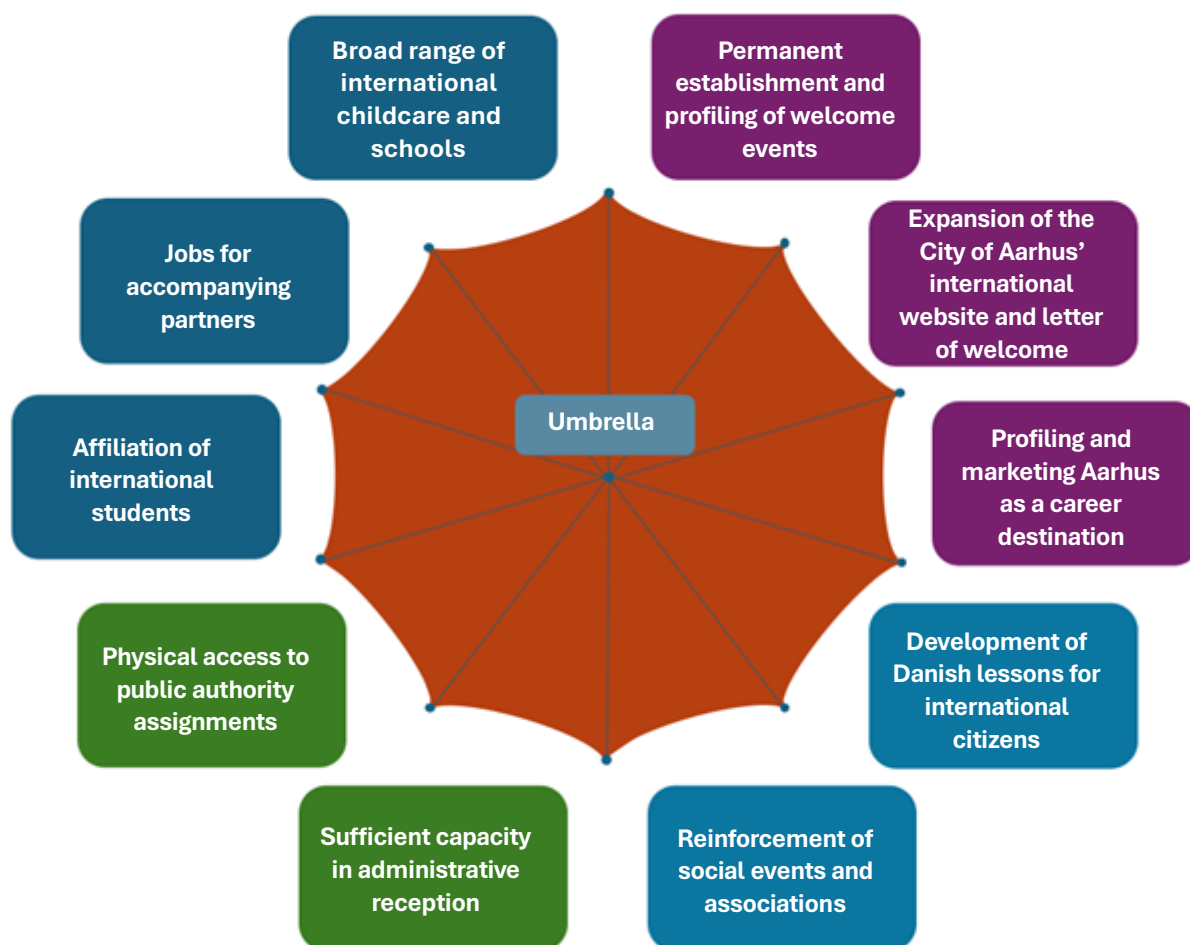 Broad range of
international
childcare and
schools
Permanent
establishment and
profiling of welcome
events
Jobs for
accompanying
partners
Expansion of the
City of Aarhus’
international
website and letter
of welcome
Umbrella
Affiliation of
international
students
Profiling and
marketing Aarhus
as a career
destination
Physical access to
public authority
assignments
Development of
Danish lessons for
international
citizens
Sufficient capacity
in administrative
reception
Reinforcement of
social events and
associations